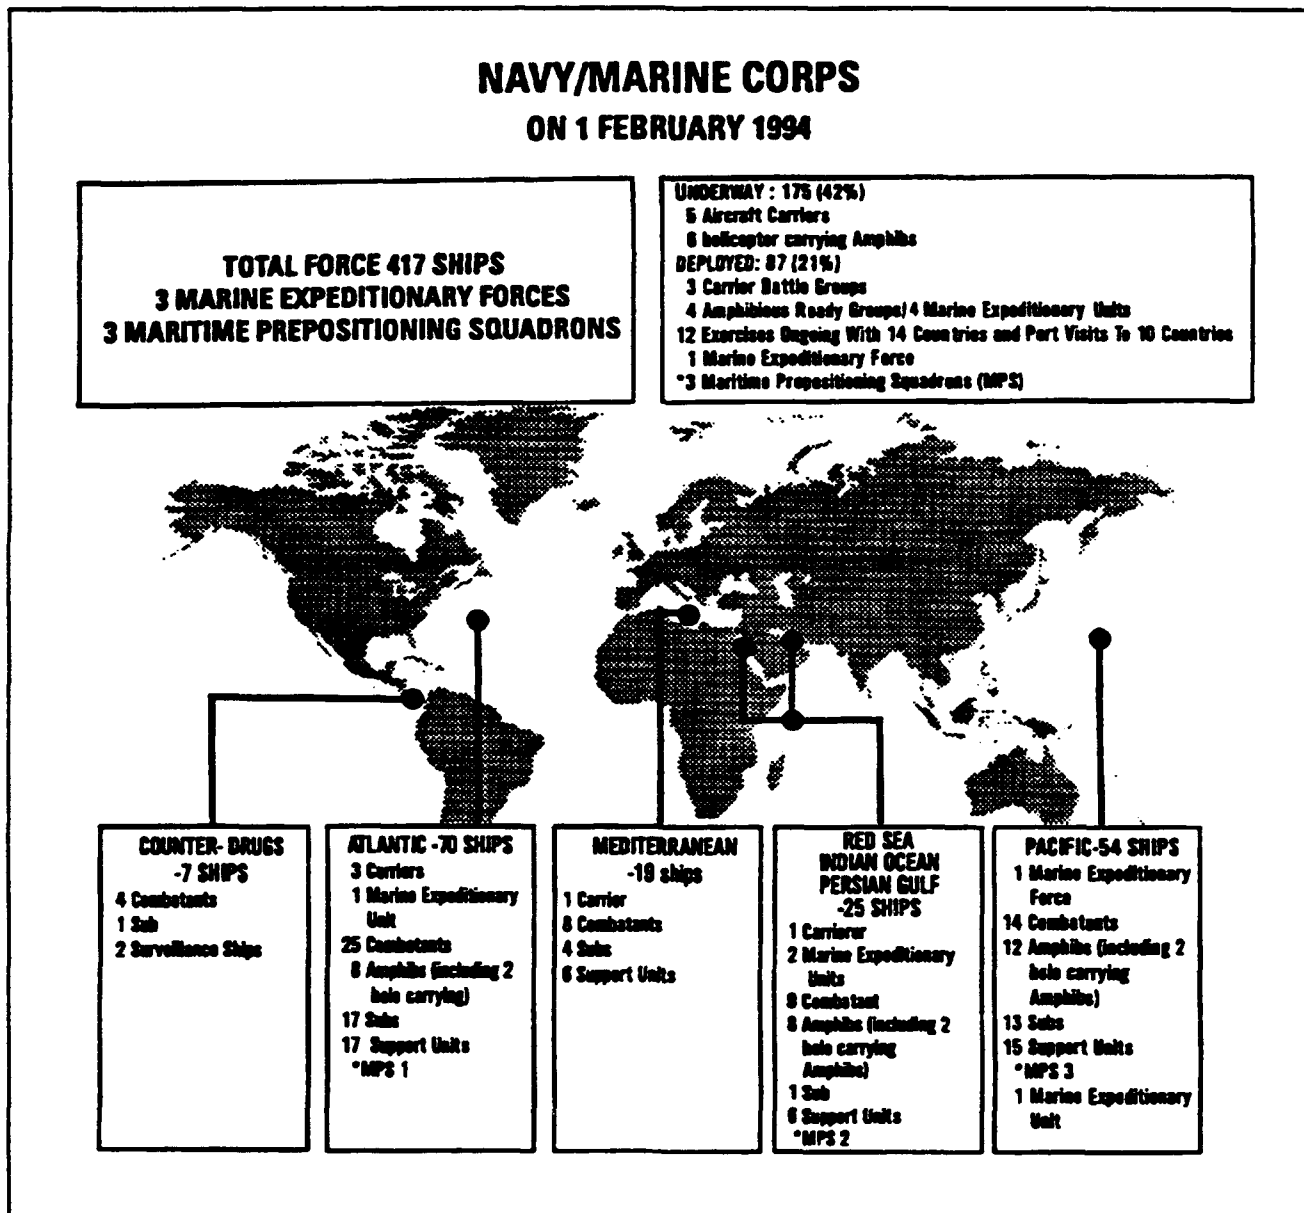 NAVY/MARINE CORPS
ON 1 FEBRUARY 1994
TOTAL FORCE 417 SHIPS
3 MARINE EXPEDITIONARY FORCES
3 MARITIME PREPOSITIONING SQUADRONS
UNDERWAY : 175 (42%)
5 Aircraft Carriers
6 helicopter carrying Amphibs
DEPLOYED: 87 (21%)
3 Carrier Battle Groups
4 Amphibious Ready Groups/ 4 Marine Expeditionary Units
12 Exercises Ongoing With 14 Countries and Port Visits To 10 Countries
1 Marine Expeditionary Force
*3 Maritime Propositioning Squadrons (MPS)
COUNTER- DRUGS
-7 SHIPS
4 Combatants
1 Sub
2 Surveillance Ships
ATLANTIC -70 SHIPS
3 Carriers
1 Marine Expeditionary
Unit
25 Combatants
8 Amphibs (including 2
helo carrying)
17 Subs
17 Support Units
*MPS 1
MEDITERRANEAN
-19 ships
1 Carrier
8 Combatants
4 Subs
6 Support Units
RED SEA
INDIAN OCEAN
PERSIAN GULF
-25 SHIPS
1 Carrierer
2 Marine Expeditionary
Units
9 Combatant
8 Amphibs (including 2
helo carrying
Amphibs)
1 Sub
6 Support Units
*MPS 2
PACIFIC-54 SHIPS
1 Marine Expeditionary
Force
14 Combatants
12 Amphibs (including 2
helo carrying
Amphibs)
13 Subs
15 Support Units
*MPS 3
1 Marine Expeditionary
Unit